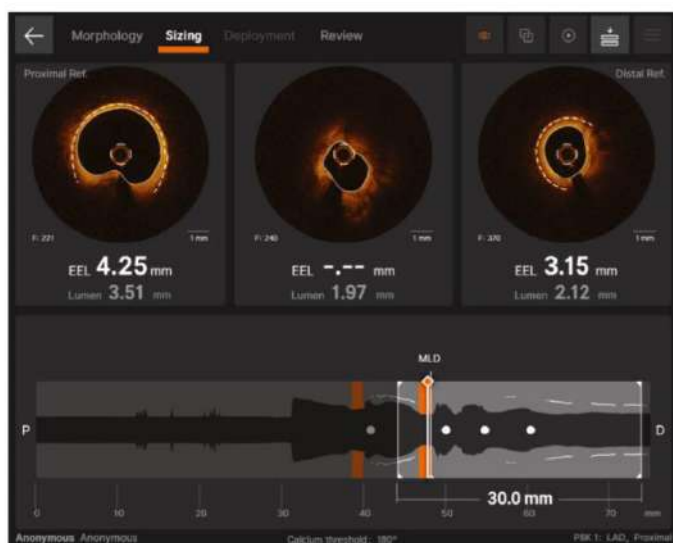 Morphology Sizing Deployment Review
Proximal Ref.
Distal Ref.
F: 221 1 mm
F: 240 1 mm
F: 370 1 mm
EEL 4.25 mm
Lumen 3.51 mm
EEL -.-- mm
Lumen 1.97 mm
EEL 3.15 mm
Lumen 2.12 mm
MLD
P D
30.0 mm
0 10 20 30 40 50 60 70 mm
Anonymous Anonymous Calcium threshold: 180° PBK 1: LAD, Proximal